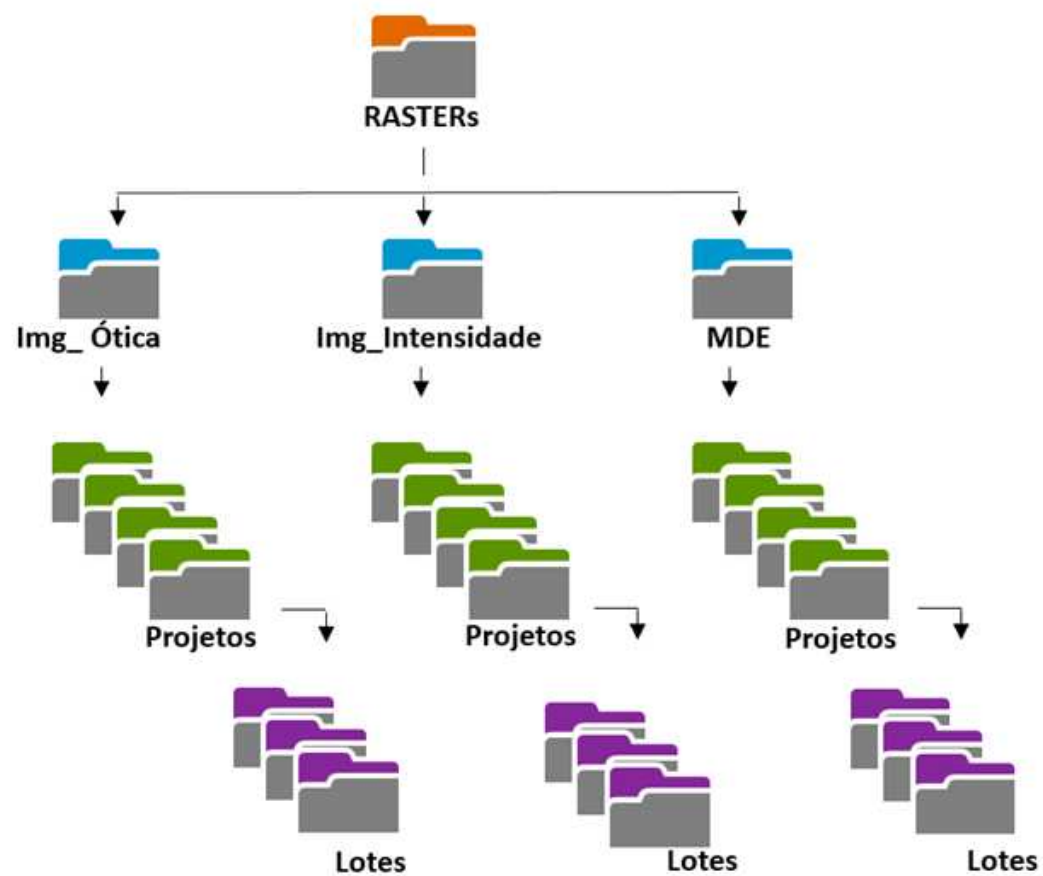 RASTERs
Img_ Ótica
Img_Intensidade
MDE
Projetos
Projetos
Projetos
Lotes
Lotes
Lotes